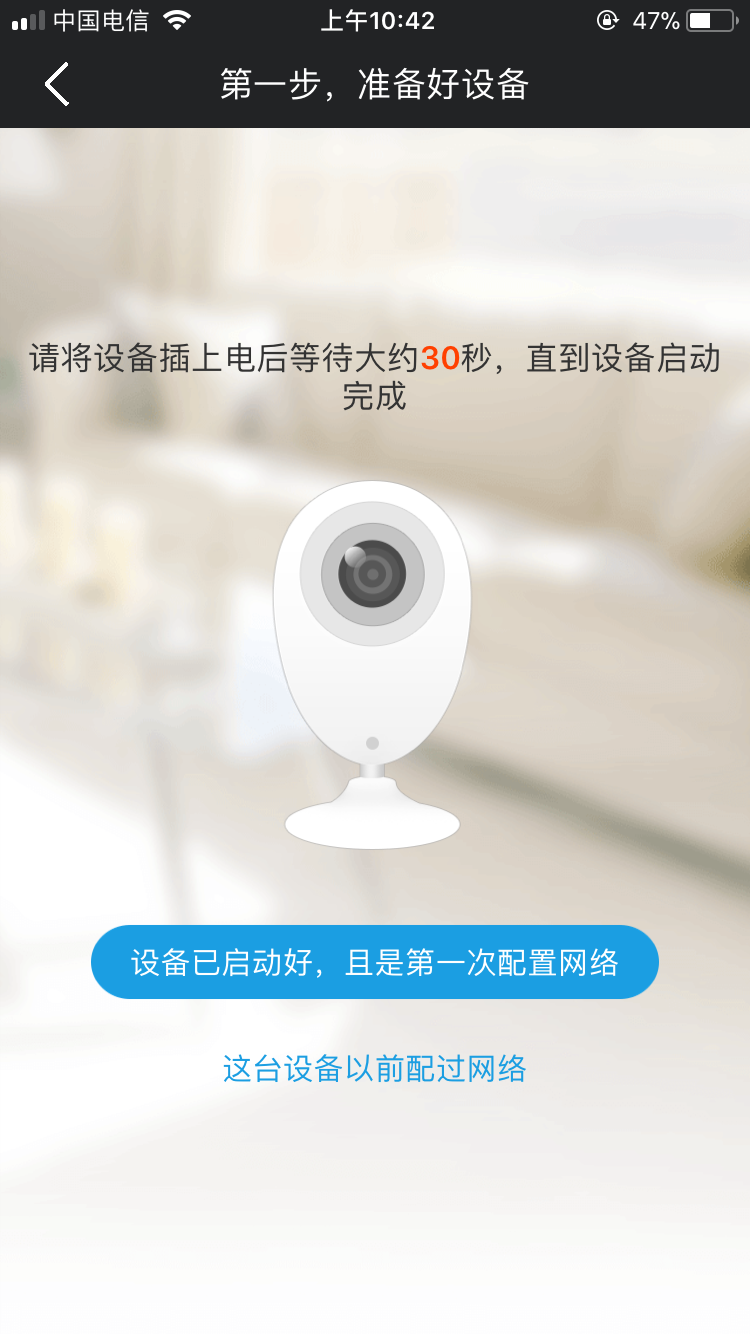 中国电信 上午10:42 47%
第一步，准备好设备
请将设备插上电后等待大约30秒，直到设备启动
完成
设备已启动好，且是第一次配置网络
这台设备以前配过网络